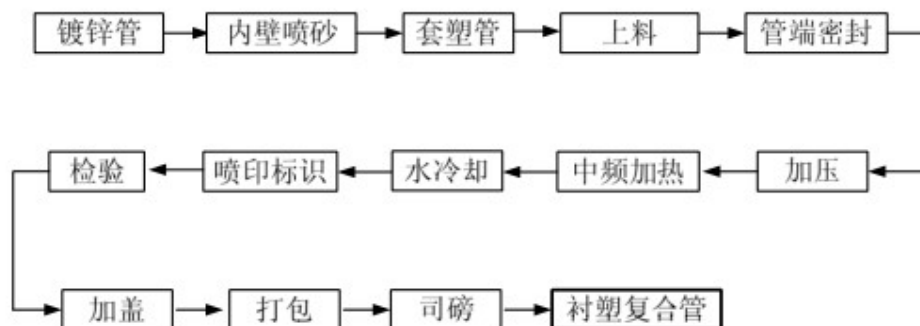 镀锌管 内壁喷砂 套塑管 上料 管端密封
检验 喷印标识 水冷却 中频加热 加压
加盖 打包 司磅 衬塑复合管